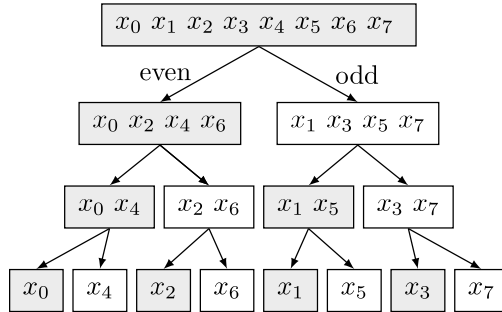 x₀ x₁ x₂ x₃ x₄ x₅ x₆ x₇
even odd
x₀ x₂ x₄ x₆ x₁ x₃ x₅ x₇
x₀ x₄ x₂ x₆ x₁ x₅ x₃ x₇
x₀ x₄ x₂ x₆ x₁ x₅ x₃ x₇